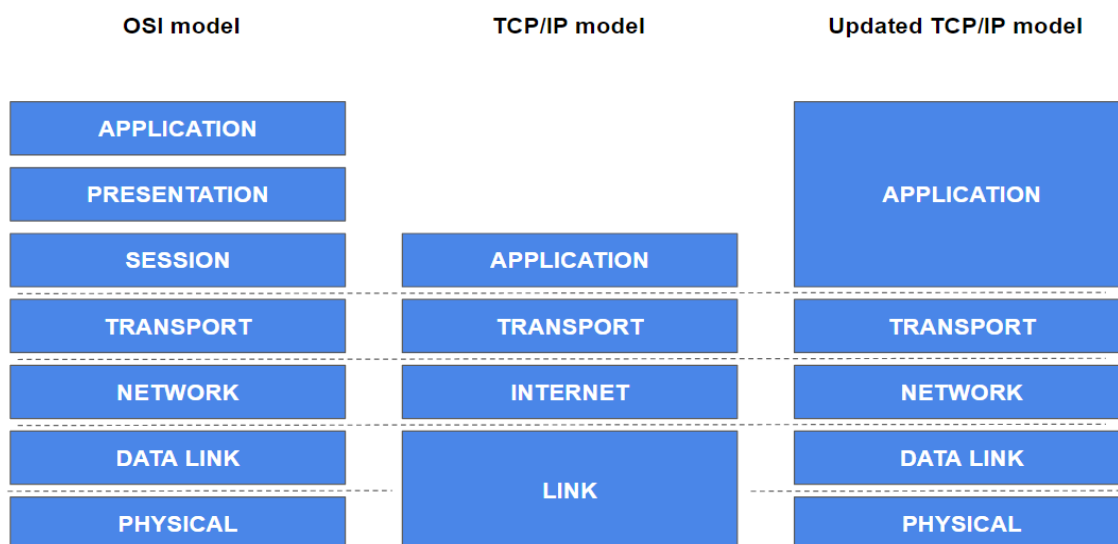 OSI model
TCP/IP model
Updated TCP/IP model
APPLICATION
PRESENTATION
SESSION
TRANSPORT
NETWORK
DATA LINK
PHYSICAL
APPLICATION
TRANSPORT
INTERNET
LINK
APPLICATION
TRANSPORT
NETWORK
DATA LINK
PHYSICAL